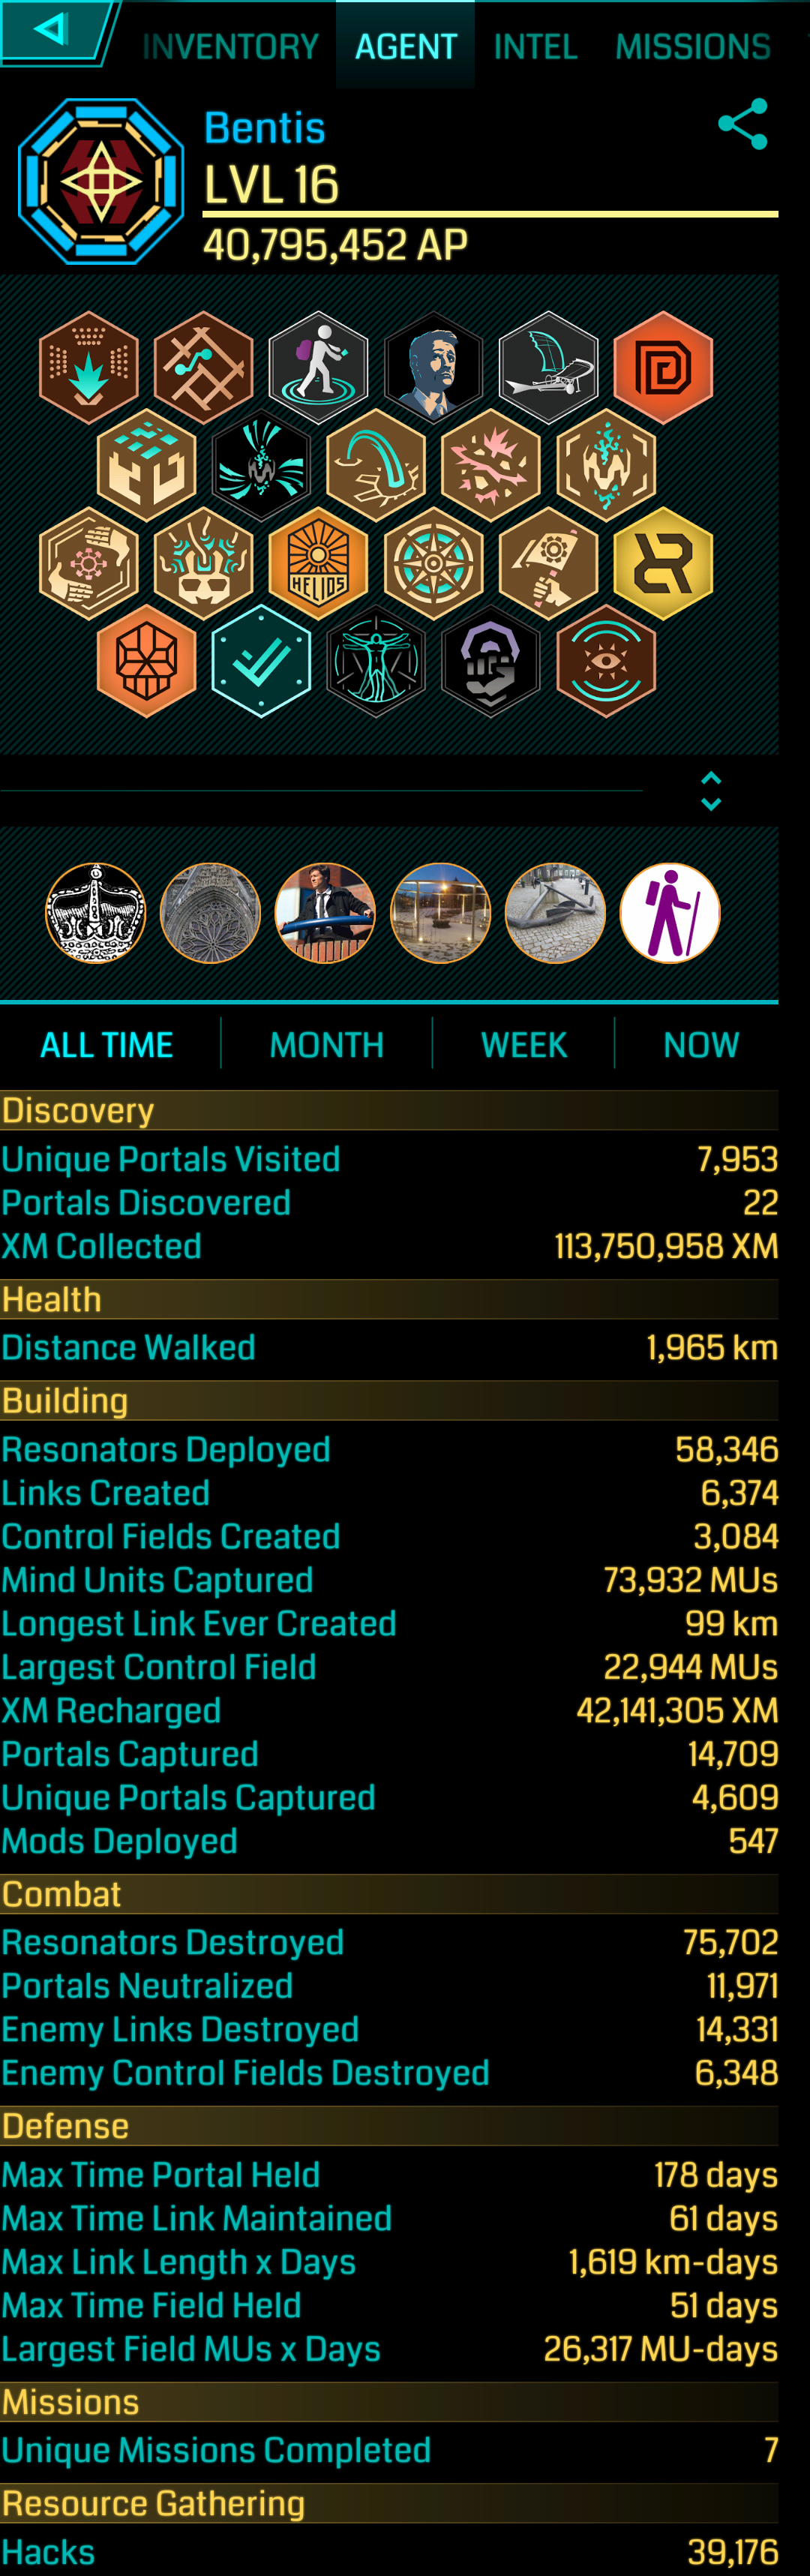 INVENTORY AGENT INTEL MISSIONS
Bentis
LVL 16
40,795,452 AP
HELIOS
ALL TIME MONTH WEEK NOW
Discovery
Unique Portals Visited 7,953
Portals Discovered 22
XM Collected 113,750,958 XM
Health
Distance Walked 1,965 km
Building
Resonators Deployed 58,346
Links Created 6,374
Control Fields Created 3,084
Mind Units Captured 73,932 MUs
Longest Link Ever Created 99 km
Largest Control Field 22,944 MUs
XM Recharged 42,141,305 XM
Portals Captured 14,709
Unique Portals Captured 4,609
Mods Deployed 547
Combat
Resonators Destroyed 75,702
Portals Neutralized 11,971
Enemy Links Destroyed 14,331
Enemy Control Fields Destroyed 6,348
Defense
Max Time Portal Held 178 days
Max Time Link Maintained 61 days
Max Link Length x Days 1,619 km-days
Max Time Field Held 51 days
Largest Field MUs x Days 26,317 MU-days
Missions
Unique Missions Completed 7
Resource Gathering
Hacks 39,176